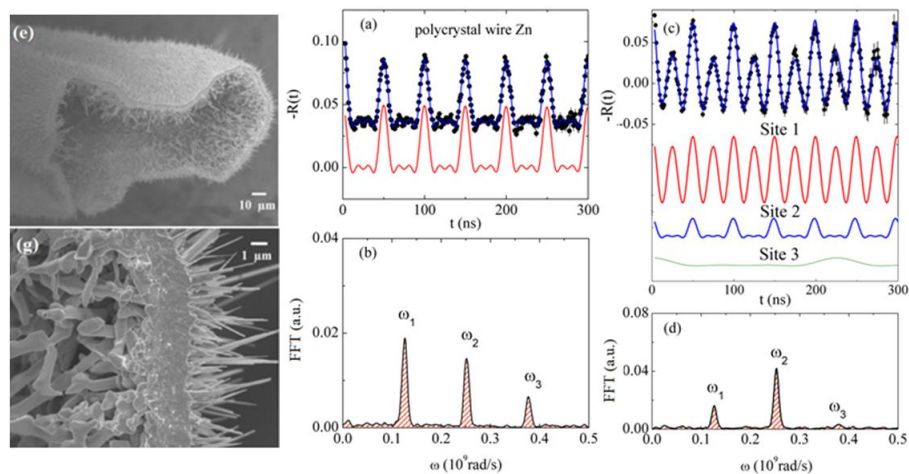 (e)
10 µm
(g)
1 µm
(a)
polycrystal wire Zn
-R(t)
0.10
0.05
0.00
0 50 100 150 200 250 300
t (ns)
(b)
FFT (a.u.)
0.04
0.02
0.00
ω1
ω2
ω3
0.0 0.1 0.2 0.3 0.4 0.5
ω (10⁹rad/s)
(c)
-R(t)
0.05
0.00
-0.05
Site 1
Site 2
Site 3
0 50 100 150 200 250 300
t (ns)
(d)
FFT (a.u.)
0.08
0.04
0.00
ω1
ω2
ω3
0.0 0.1 0.2 0.3 0.4 0.5
ω (10⁹rad/s)